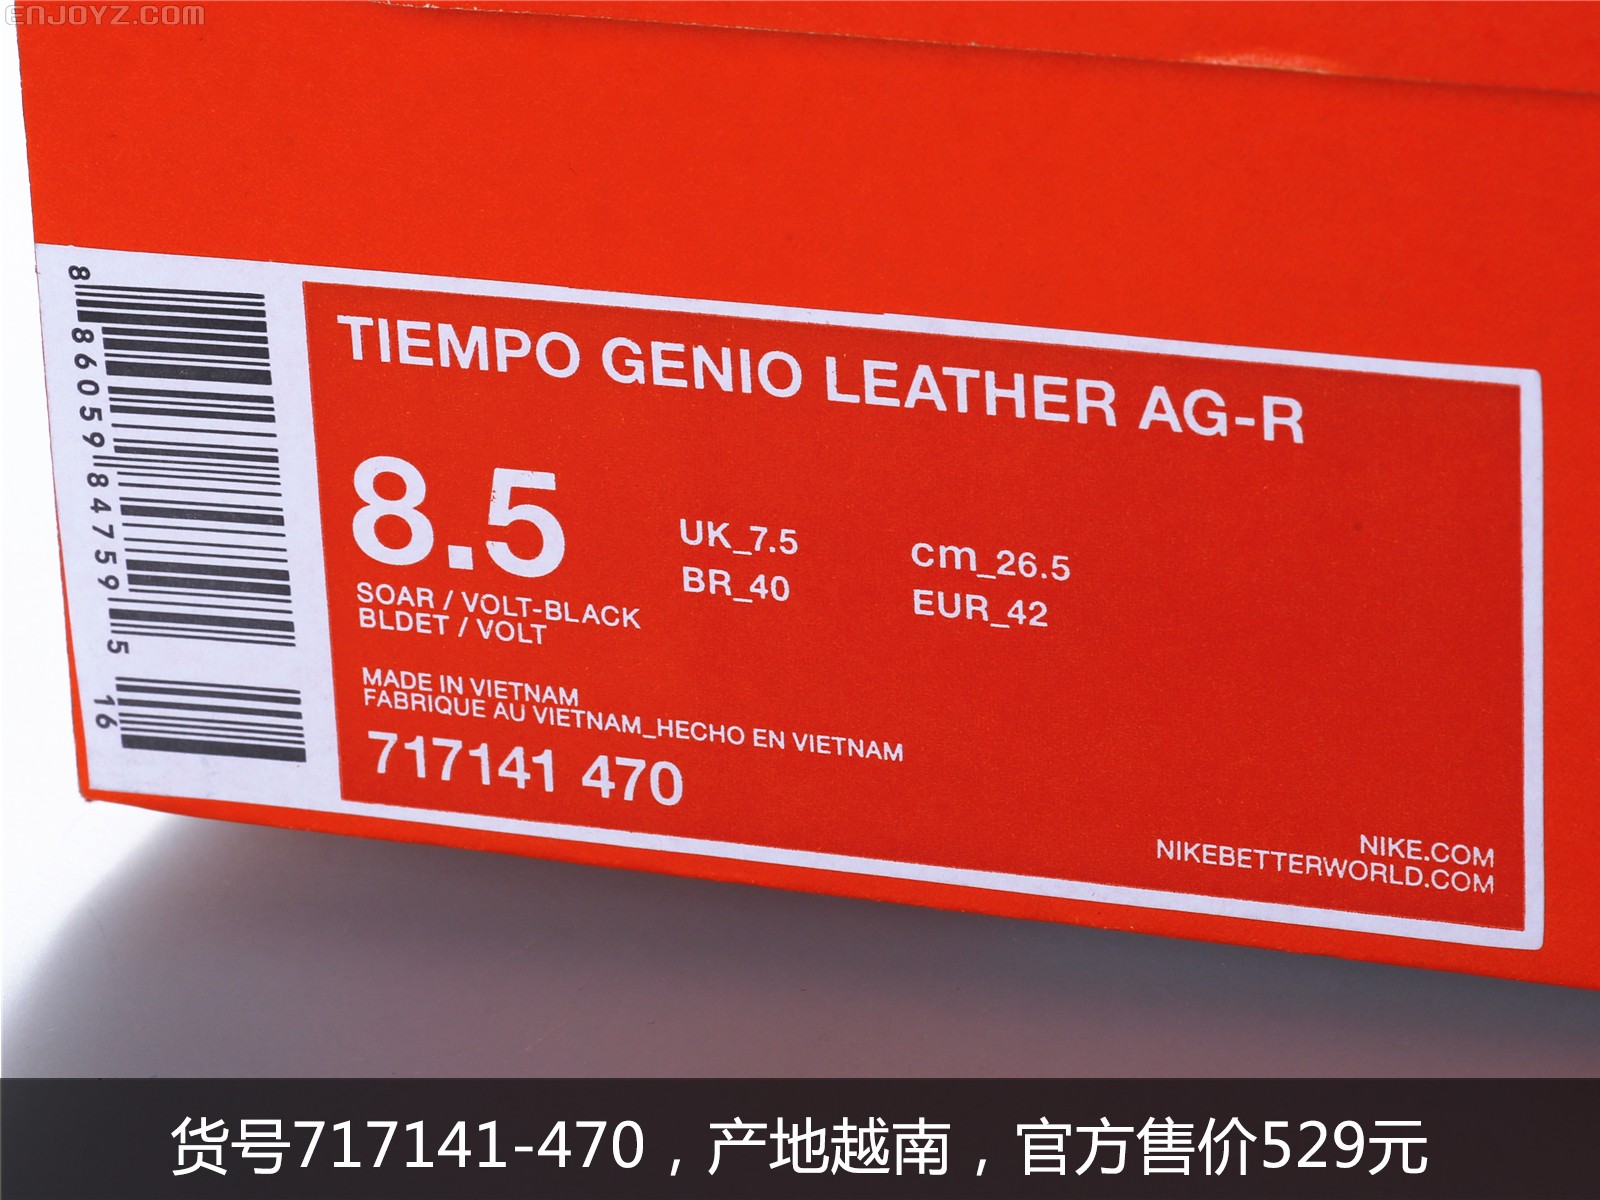 ENJOYZ.COM
8 86059 84759 5
16
TIEMPO GENIO LEATHER AG-R
8.5
UK_7.5
cm_26.5
BR_40
EUR_42
SOAR / VOLT-BLACK
BLDET / VOLT
MADE IN VIETNAM
FABRIQUE AU VIETNAM_HECHO EN VIETNAM
717141 470
NIKE.COM
NIKEBETTERWORLD.COM
货号717141-470，产地越南，官方售价529元